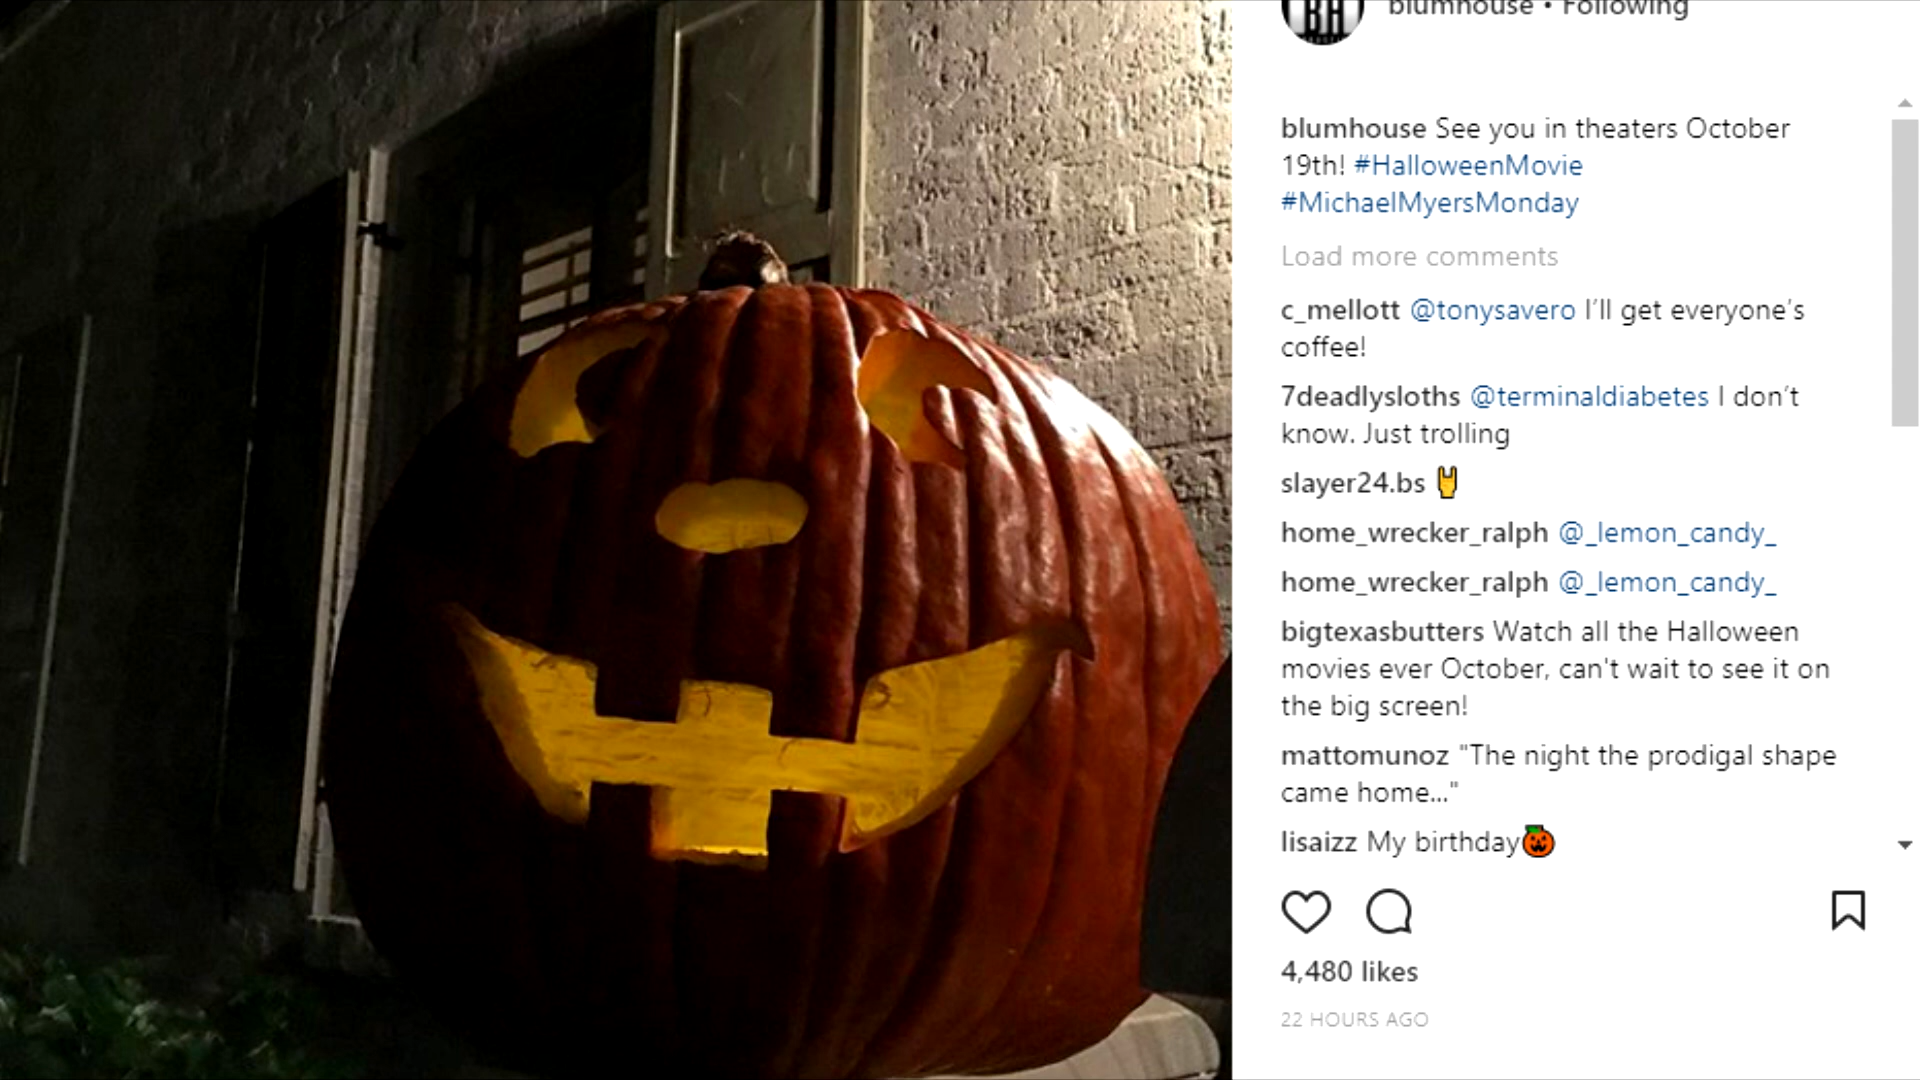 BH
blumhouse • Following
blumhouse See you in theaters October
19th! #HalloweenMovie
#MichaelMyersMonday
Load more comments
c_mellott @tonysavero I'll get everyone's
coffee!
7deadlysloths @terminaldiabetes I don't
know. Just trolling
slayer24.bs 🤘
home_wrecker_ralph @_lemon_candy_
home_wrecker_ralph @_lemon_candy_
bigtexasbutters Watch all the Halloween
movies ever October, can't wait to see it on
the big screen!
mattomunoz "The night the prodigal shape
came home..."
lisaizz My birthday🎃
4,480 likes
22 HOURS AGO